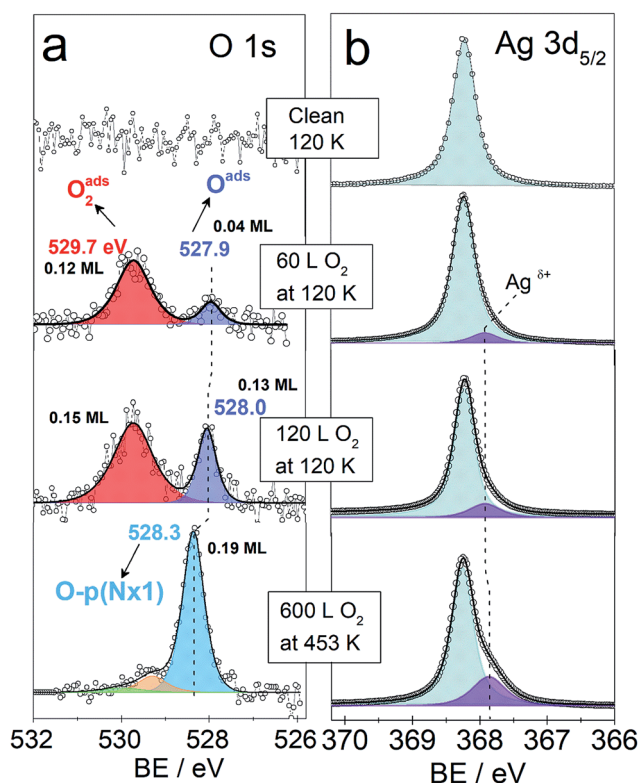 a
O 1s
b
Ag 3d5/2
Clean
120 K
O2ads
Oads
529.7 eV
527.9
0.04 ML
0.12 ML
60 L O2
at 120 K
Ag δ+
0.13 ML
0.15 ML
528.0
120 L O2
at 120 K
528.3
0.19 ML
O-p(Nx1)
600 L O2
at 453 K
532 530 528 526
370 369 368 367 366
BE / eV
BE / eV